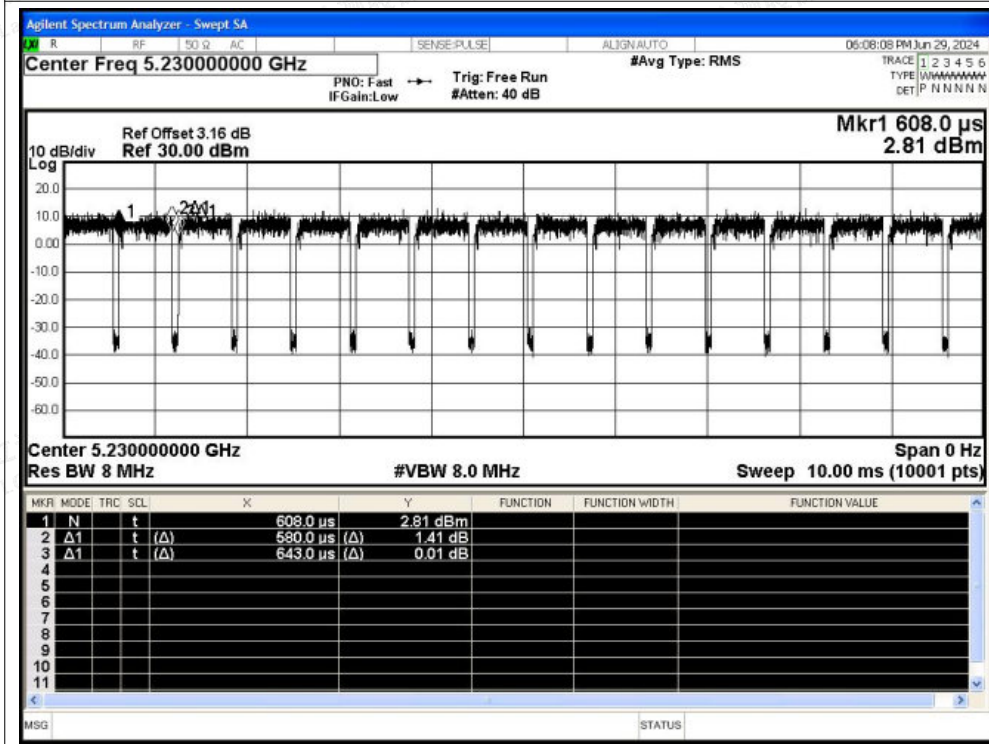 Agilent Spectrum Analyzer - Swept SA
LXI R RF 50 Ω AC SENSE:PULSE ALIGN AUTO 06:08:08 PM Jun 29, 2024
Center Freq 5.230000000 GHz #Avg Type: RMS TRACE 1 2 3 4 5 6
PNO: Fast Trig: Free Run TYPE WWWWWW
IFGain:Low #Atten: 40 dB DET P N N N N N
Mkr1 608.0 µs
Ref Offset 3.16 dB
10 dB/div Ref 30.00 dBm 2.81 dBm
Log
20.0
1 2Δ1
10.0
0.00
-10.0
-20.0
-30.0
-40.0
-50.0
-60.0
Center 5.230000000 GHz Span 0 Hz
Res BW 8 MHz #VBW 8.0 MHz Sweep 10.00 ms (10001 pts)
MKR MODE TRC SCL X Y FUNCTION FUNCTION WIDTH FUNCTION VALUE
1 N t 608.0 µs 2.81 dBm
2 Δ1 t (Δ) 580.0 µs (Δ) 1.41 dB
3 Δ1 t (Δ) 643.0 µs (Δ) 0.01 dB
4
5
6
7
8
9
10
11
MSG STATUS